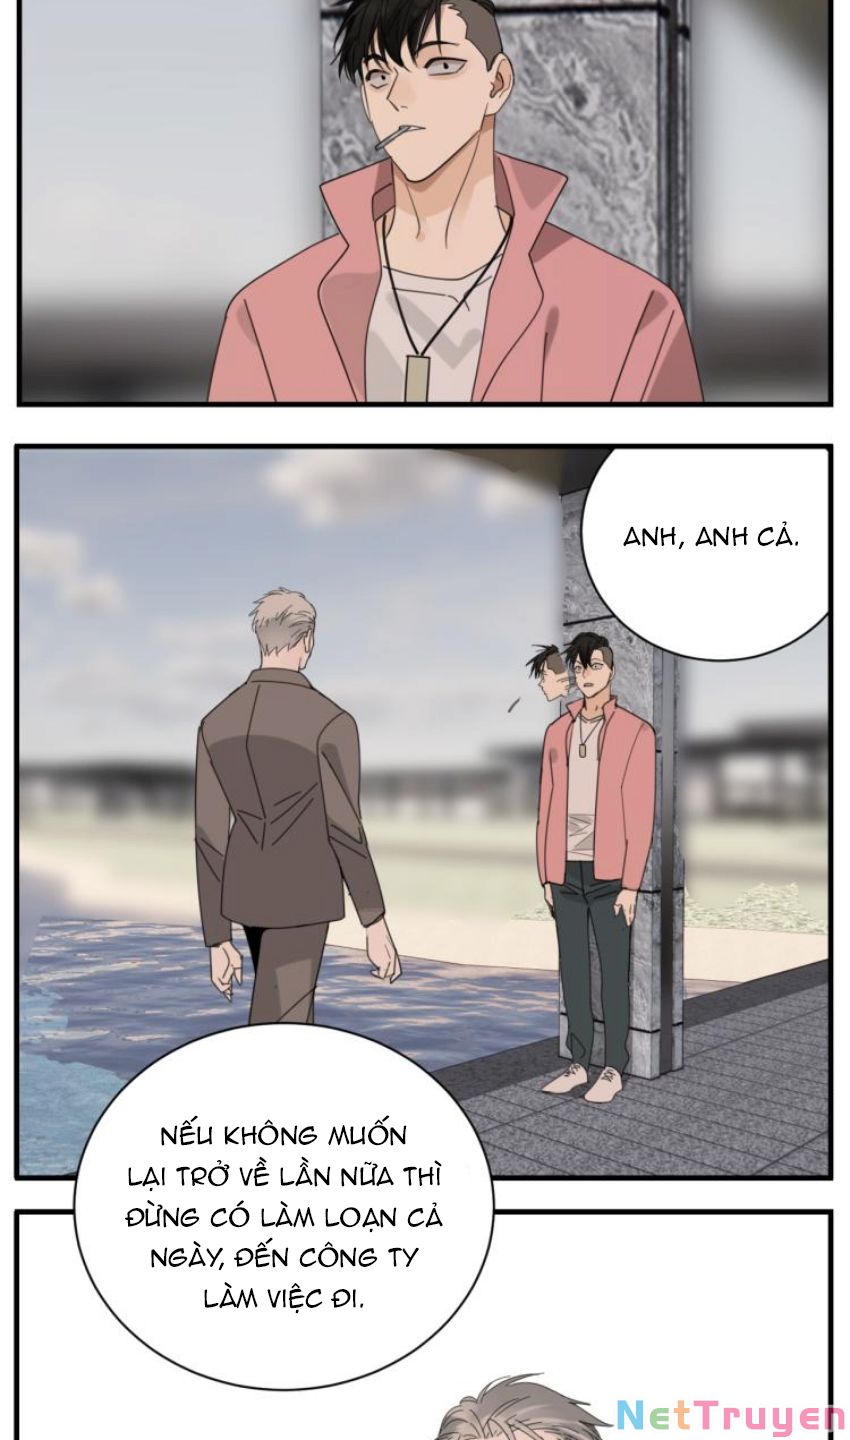 ANH, ANH CẢ.
NẾU KHÔNG MUỐN
LẠI TRỞ VỀ LẦN NỮA THÌ
ĐỪNG CÓ LÀM LOẠN CẢ
NGÀY, ĐẾN CÔNG TY
LÀM VIỆC ĐI.
NETTRUYEN